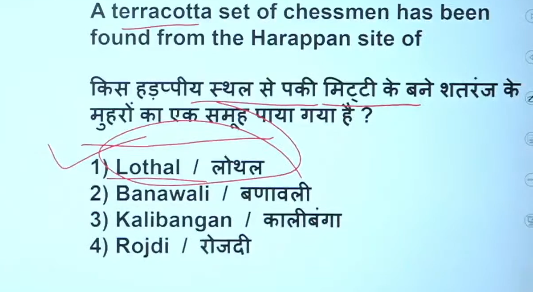 A terracotta set of chessmen has been
found from the Harappan site of
किस हड़प्पीय स्थल से पकी मिट्टी के बने शतरंज के
मुहरों का एक समूह पाया गया है ?
1) Lothal / लोथल
2) Banawali / बणावली
3) Kalibangan / कालीबंगा
4) Rojdi / रोजदी